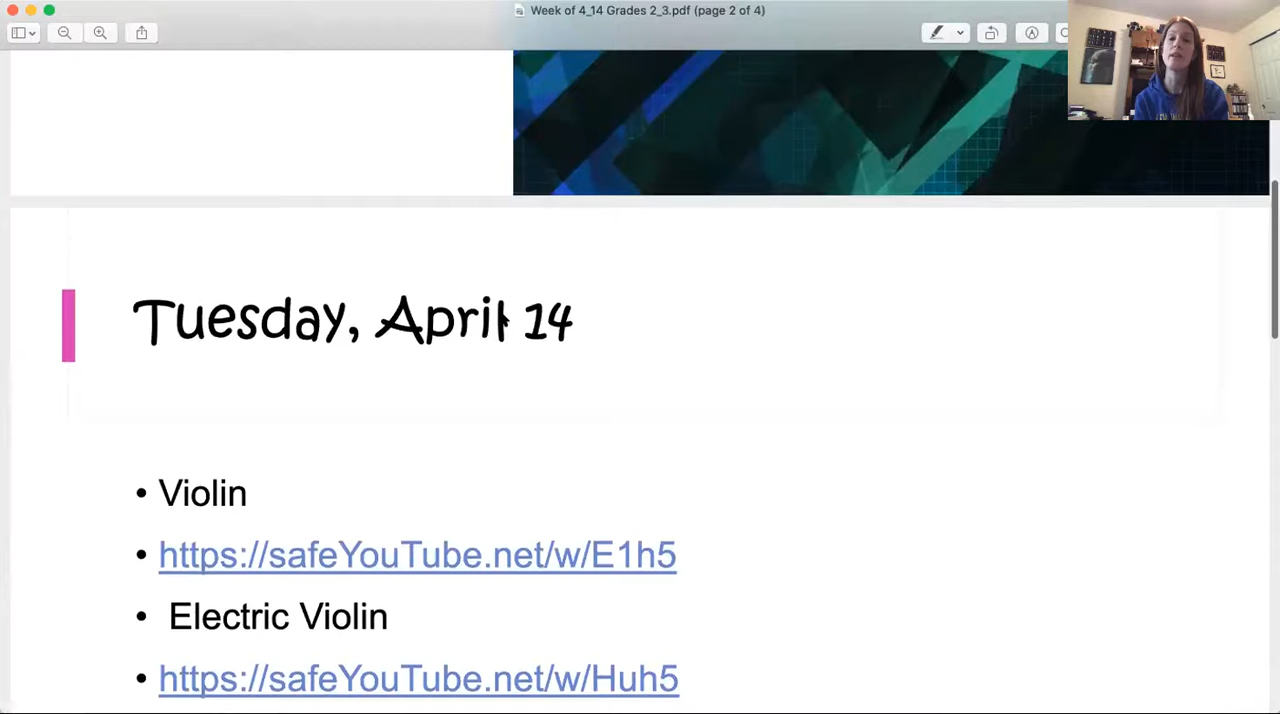 Week of 4_14 Grades 2_3.pdf (page 2 of 4)
Tuesday, April 14
• Violin
• https://safeYouTube.net/w/E1h5
• Electric Violin
• https://safeYouTube.net/w/Huh5